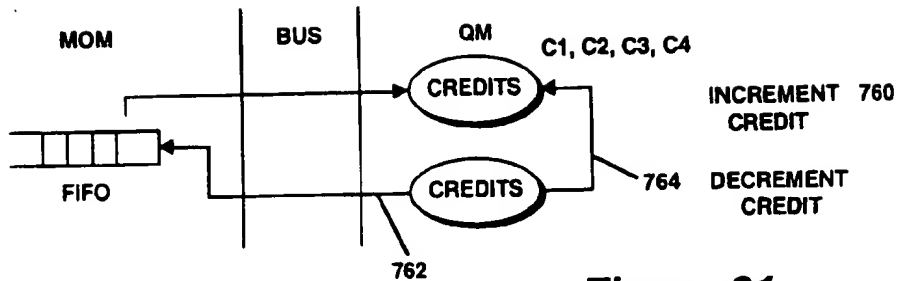 MOM
BUS
QM
C1, C2, C3, C4
CREDITS
INCREMENT 760
CREDIT
FIFO
CREDITS
764 DECREMENT
CREDIT
762